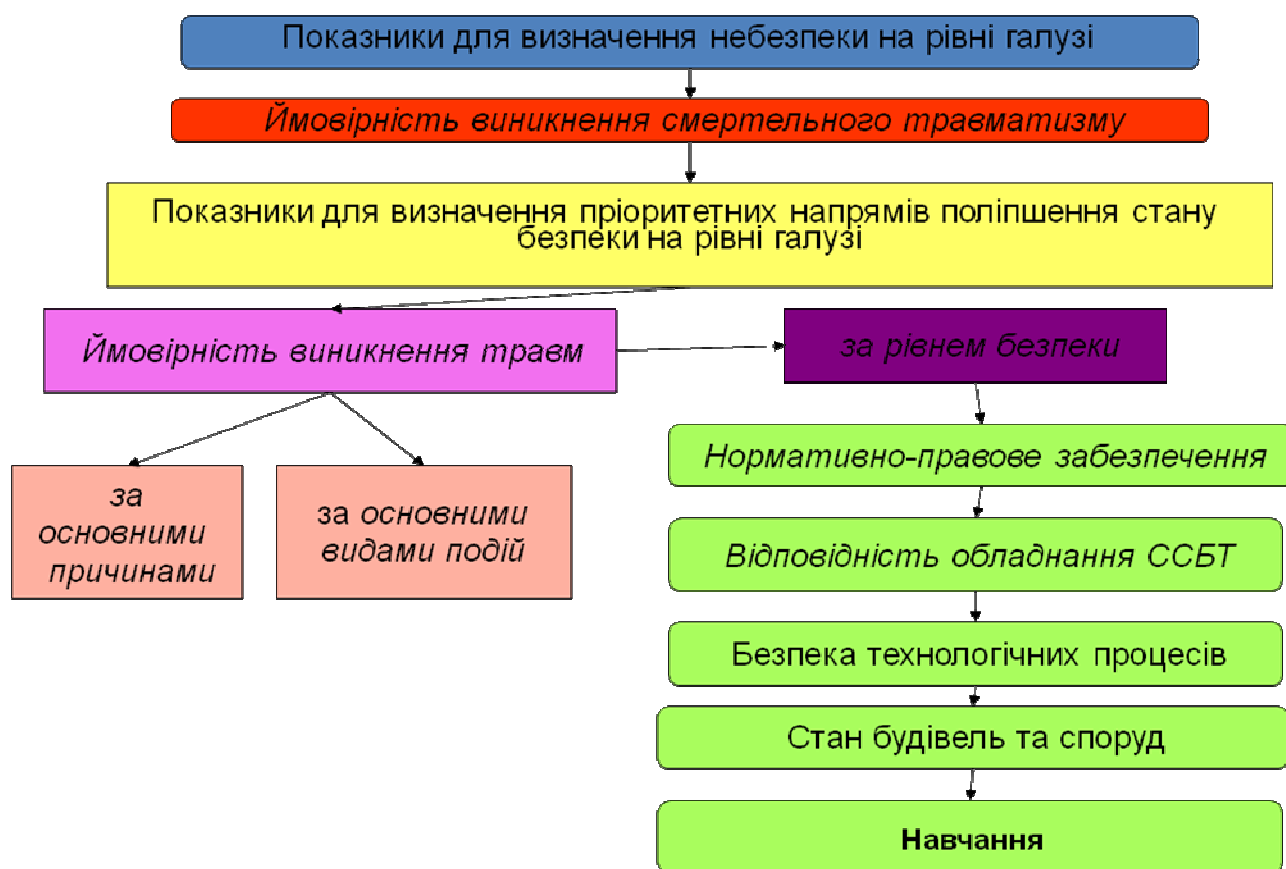 Показники для визначення небезпеки на рівні галузі
Ймовірність виникнення смертельного травматизму
Показники для визначення пріоритетних напрямів поліпшення стану
безпеки на рівні галузі
Ймовірність виникнення травм
за рівнем безпеки
за
основними
причинами
за основними
видами подій
Нормативно-правове забезпечення
Відповідність обладнання ССБТ
Безпека технологічних процесів
Стан будівель та споруд
Навчання